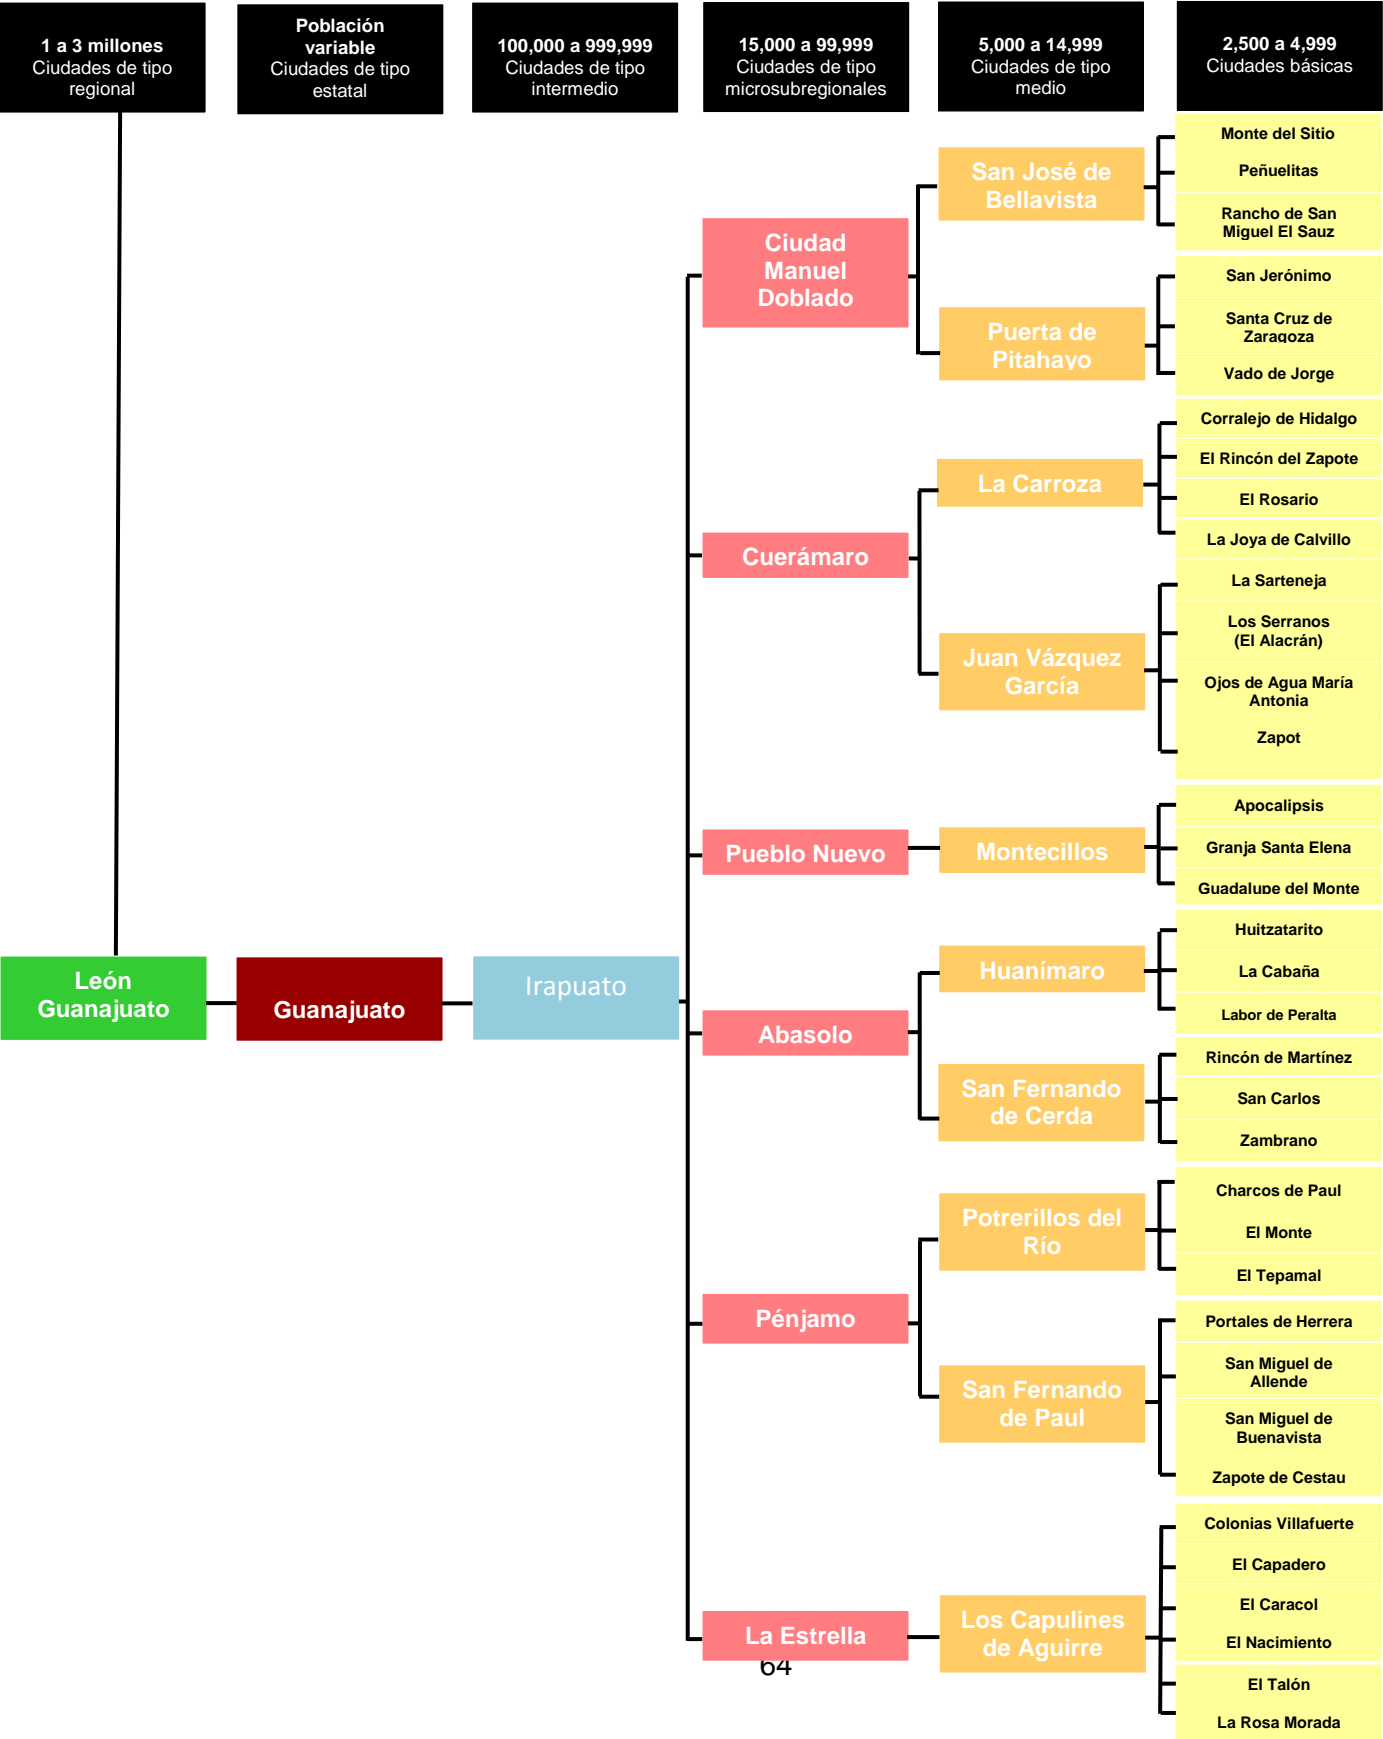 1 a 3 millones
Ciudades de tipo
regional
Población
variable
Ciudades de tipo
estatal
100,000 a 999,999
Ciudades de tipo
intermedio
15,000 a 99,999
Ciudades de tipo
microsubregionales
5,000 a 14,999
Ciudades de tipo
medio
2,500 a 4,999
Ciudades básicas
León
Guanajuato
Guanajuato
Irapuato
Ciudad
Manuel
Doblado
San José de
Bellavista
Monte del Sitio
Peñuelitas
Rancho de San
Miguel El Sauz
Puerta de
Pitahayo
San Jerónimo
Santa Cruz de
Zaragoza
Vado de Jorge
Cuerámaro
La Carroza
Corralejo de Hidalgo
El Rincón del Zapote
El Rosario
La Joya de Calvillo
Juan Vázquez
García
La Sarteneja
Los Serranos
(El Alacrán)
Ojos de Agua María
Antonia
Zapot
Pueblo Nuevo
Montecillos
Apocalipsis
Granja Santa Elena
Guadalupe del Monte
Abasolo
Huanímaro
Huitzatarito
La Cabaña
Labor de Peralta
San Fernando
de Cerda
Rincón de Martínez
San Carlos
Zambrano
Pénjamo
Potrerillos del
Río
Charcos de Paul
El Monte
El Tepamal
San Fernando
de Paul
Portales de Herrera
San Miguel de
Allende
San Miguel de
Buenavista
Zapote de Cestau
La Estrella
Los Capulines
de Aguirre
Colonias Villafuerte
El Capadero
El Caracol
El Nacimiento
El Talón
La Rosa Morada
64